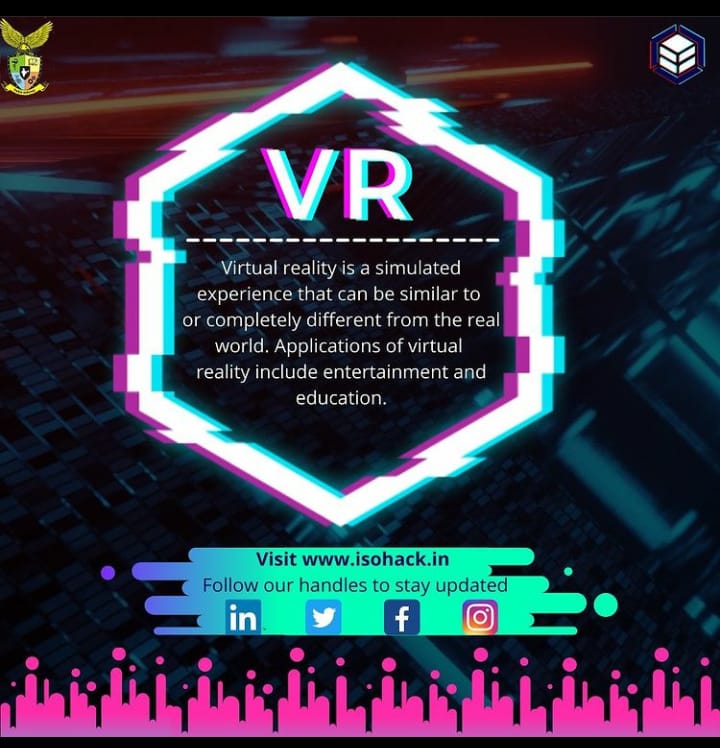 VR
Virtual reality is a simulated
experience that can be similar to
or completely different from the real
world. Applications of virtual
reality include entertainment and
education.
Visit www.isohack.in
Follow our handles to stay updated
in